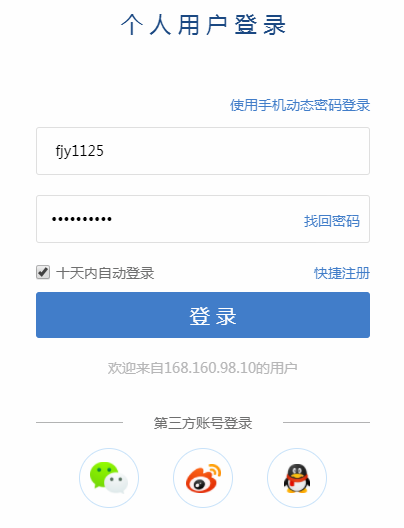 个人用户登录
使用手机动态密码登录
fjy1125
•••••••••• 找回密码
十天内自动登录 快捷注册
登录
欢迎来自168.160.98.10的用户
第三方账号登录